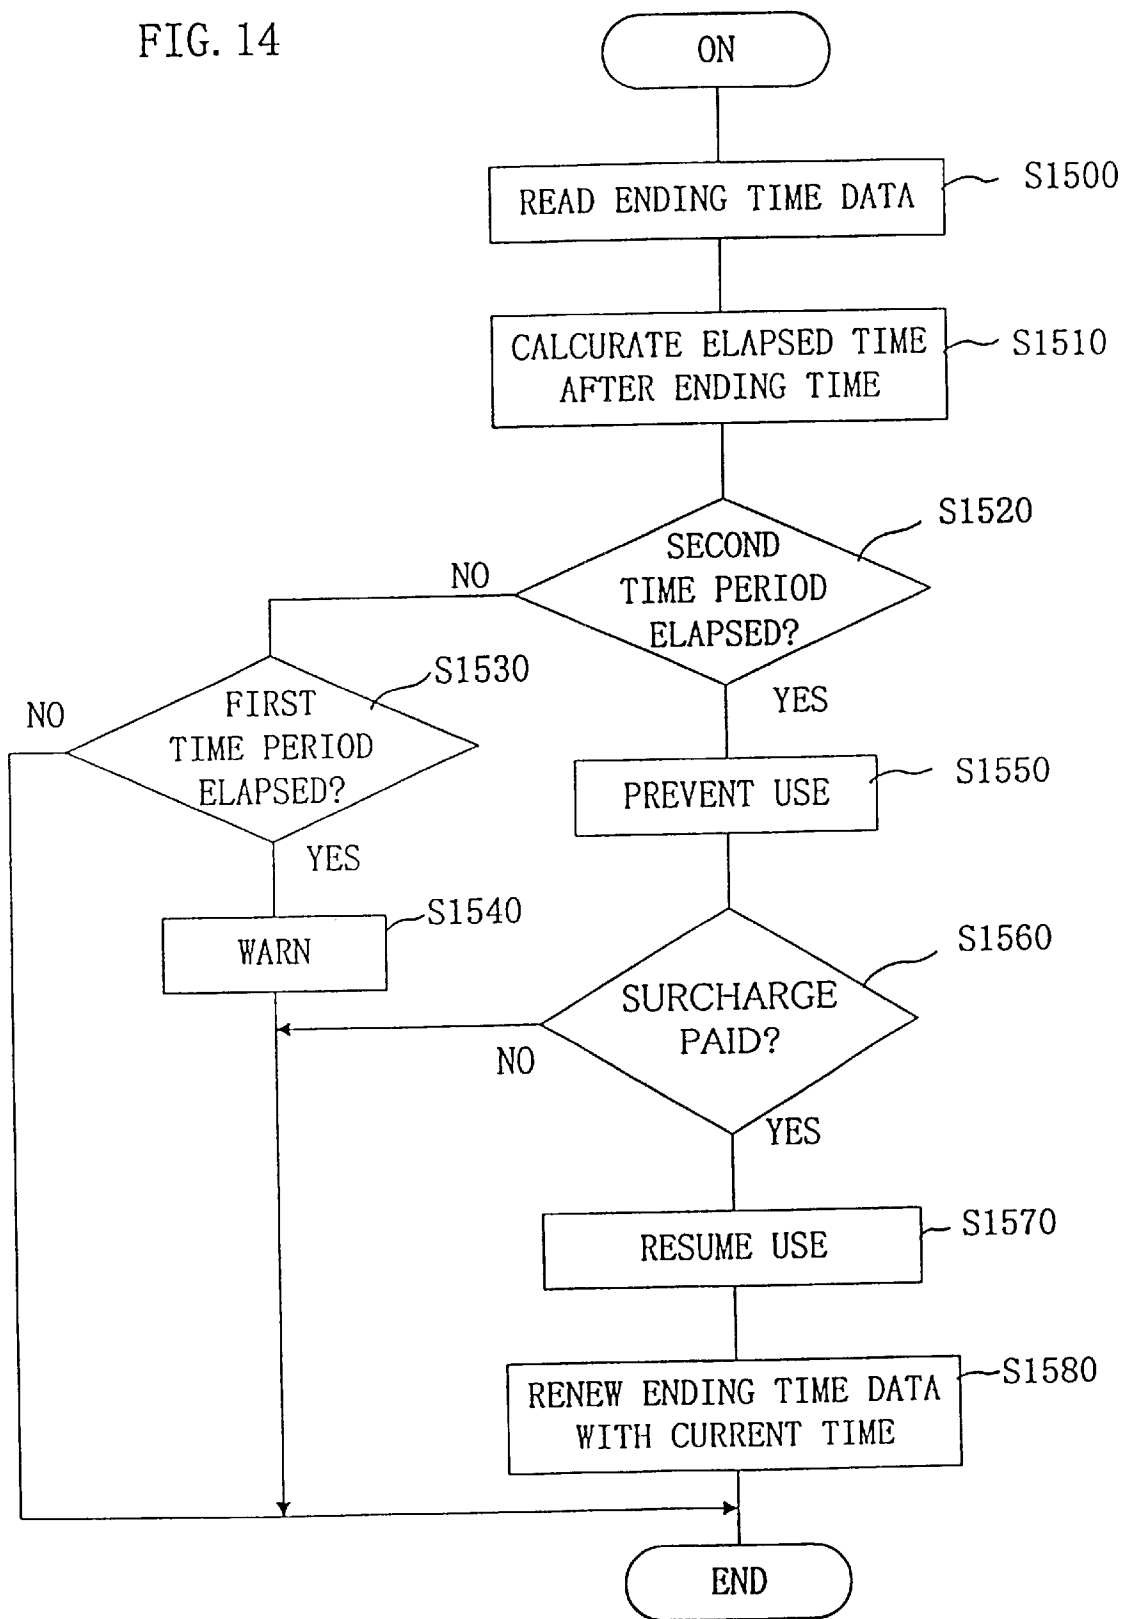 FIG. 14
ON
READ ENDING TIME DATA
S1500
CALCURATE ELAPSED TIME
AFTER ENDING TIME
S1510
SECOND
TIME PERIOD
ELAPSED?
S1520
NO
YES
FIRST
TIME PERIOD
ELAPSED?
S1530
NO
YES
PREVENT USE
S1550
WARN
S1540
SURCHARGE
PAID?
S1560
NO
YES
RESUME USE
S1570
RENEW ENDING TIME DATA
WITH CURRENT TIME
S1580
END